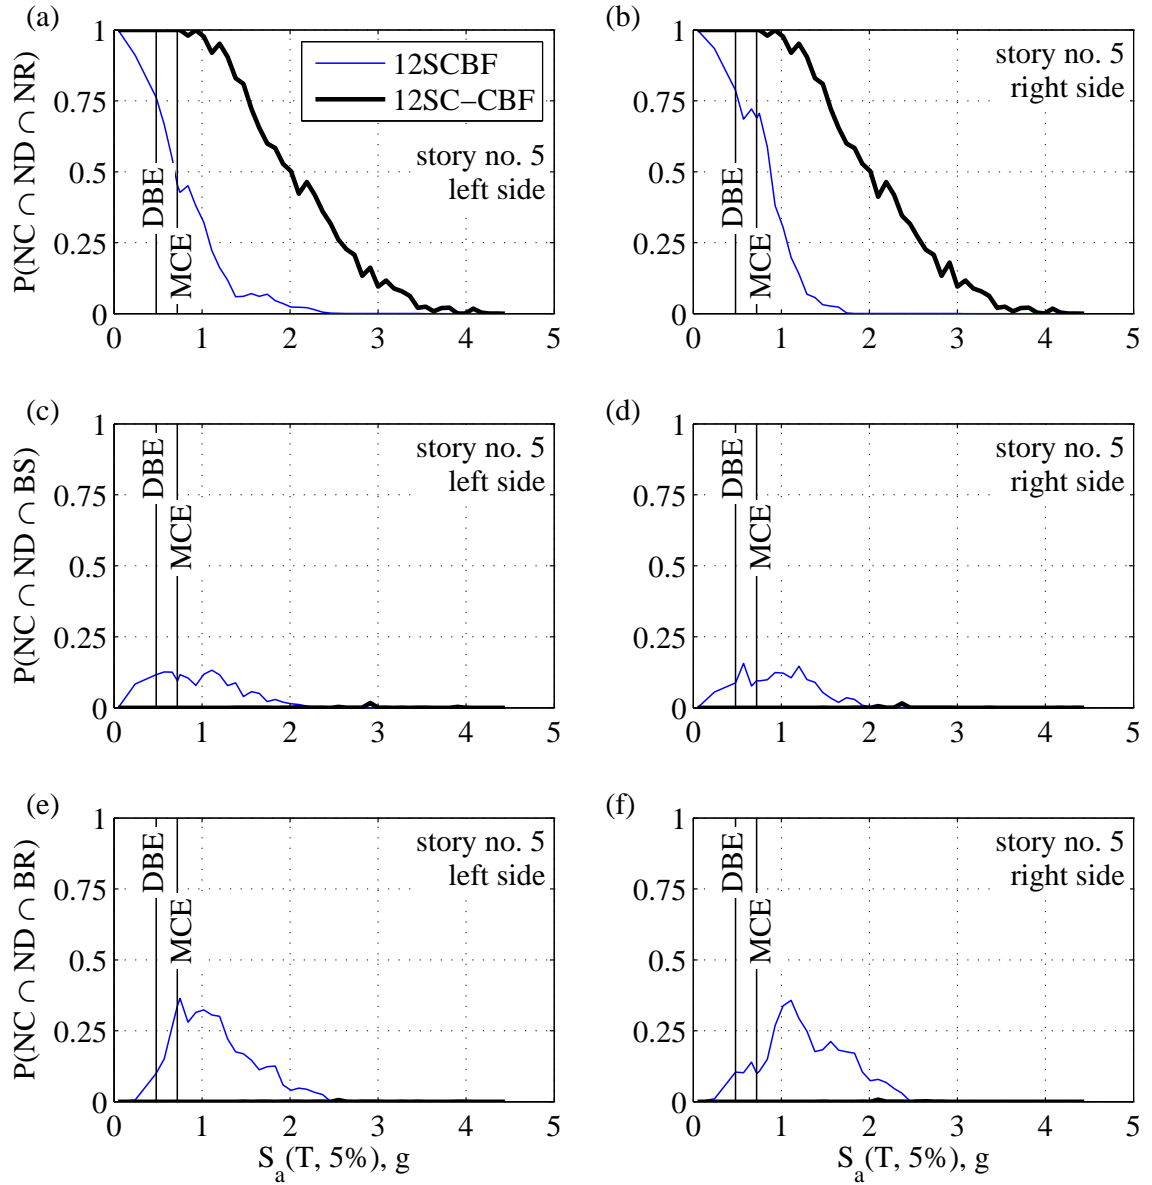 (a)
P(NC ∩ ND ∩ NR)
1
0.75
0.5
0.25
0
0 1 2 3 4 5
DBE
MCE
12SCBF
12SC−CBF
story no. 5
left side
(b)
1
0.75
0.5
0.25
0
0 1 2 3 4 5
DBE
MCE
story no. 5
right side
(c)
P(NC ∩ ND ∩ BS)
1
0.75
0.5
0.25
0
0 1 2 3 4 5
DBE
MCE
story no. 5
left side
(d)
1
0.75
0.5
0.25
0
0 1 2 3 4 5
DBE
MCE
story no. 5
right side
(e)
P(NC ∩ ND ∩ BR)
1
0.75
0.5
0.25
0
0 1 2 3 4 5
DBE
MCE
story no. 5
left side
S_a(T, 5%), g
(f)
1
0.75
0.5
0.25
0
0 1 2 3 4 5
DBE
MCE
story no. 5
right side
S_a(T, 5%), g